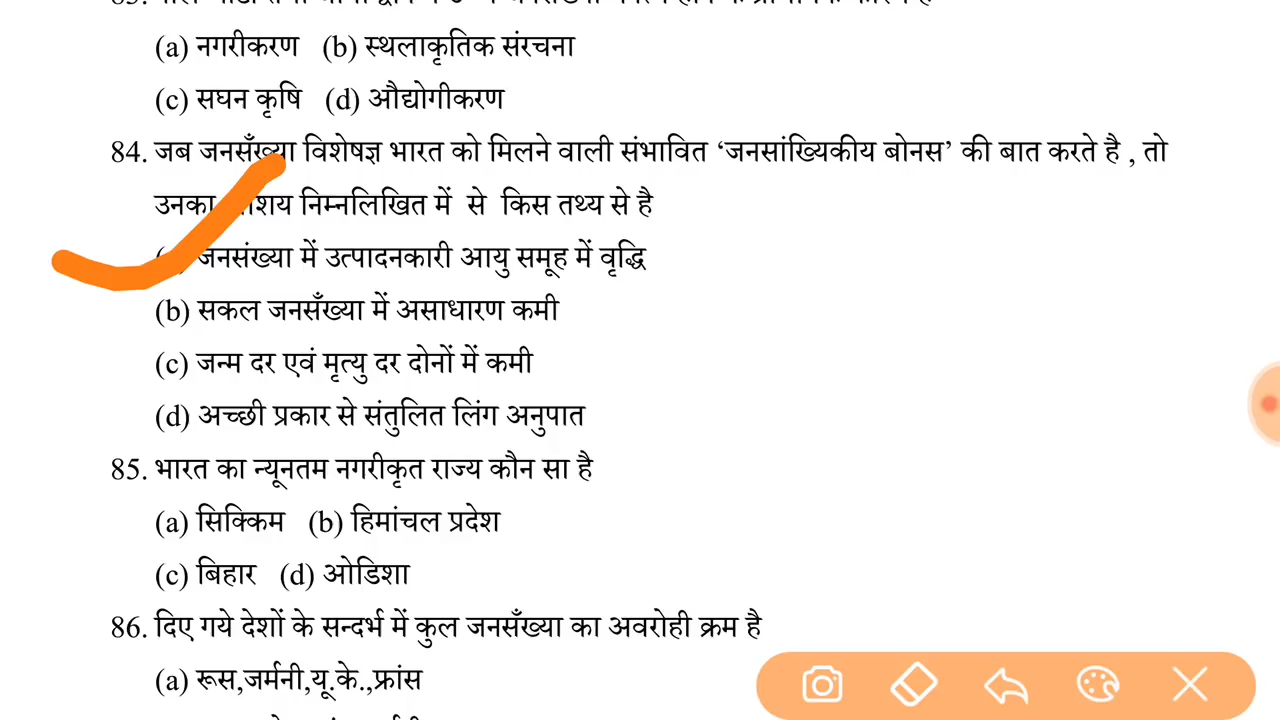 (a) नगरीकरण (b) स्थलाकृतिक संरचना
(c) सघन कृषि (d) औद्योगीकरण
84. जब जनसँख्या विशेषज्ञ भारत को मिलने वाली संभावित ‘जनसांख्यिकीय बोनस’ की बात करते है , तो
उनका निम्नलिखित में से किस तथ्य से है
जनसंख्या में उत्पादनकारी आयु समूह में वृद्धि
(b) सकल जनसँख्या में असाधारण कमी
(c) जन्म दर एवं मृत्यु दर दोनों में कमी
(d) अच्छी प्रकार से संतुलित लिंग अनुपात
85. भारत का न्यूनतम नगरीकृत राज्य कौन सा है
(a) सिक्किम (b) हिमांचल प्रदेश
(c) बिहार (d) ओडिशा
86. दिए गये देशों के सन्दर्भ में कुल जनसँख्या का अवरोही क्रम है
(a) रूस,जर्मनी,यू.के.,फ्रांस